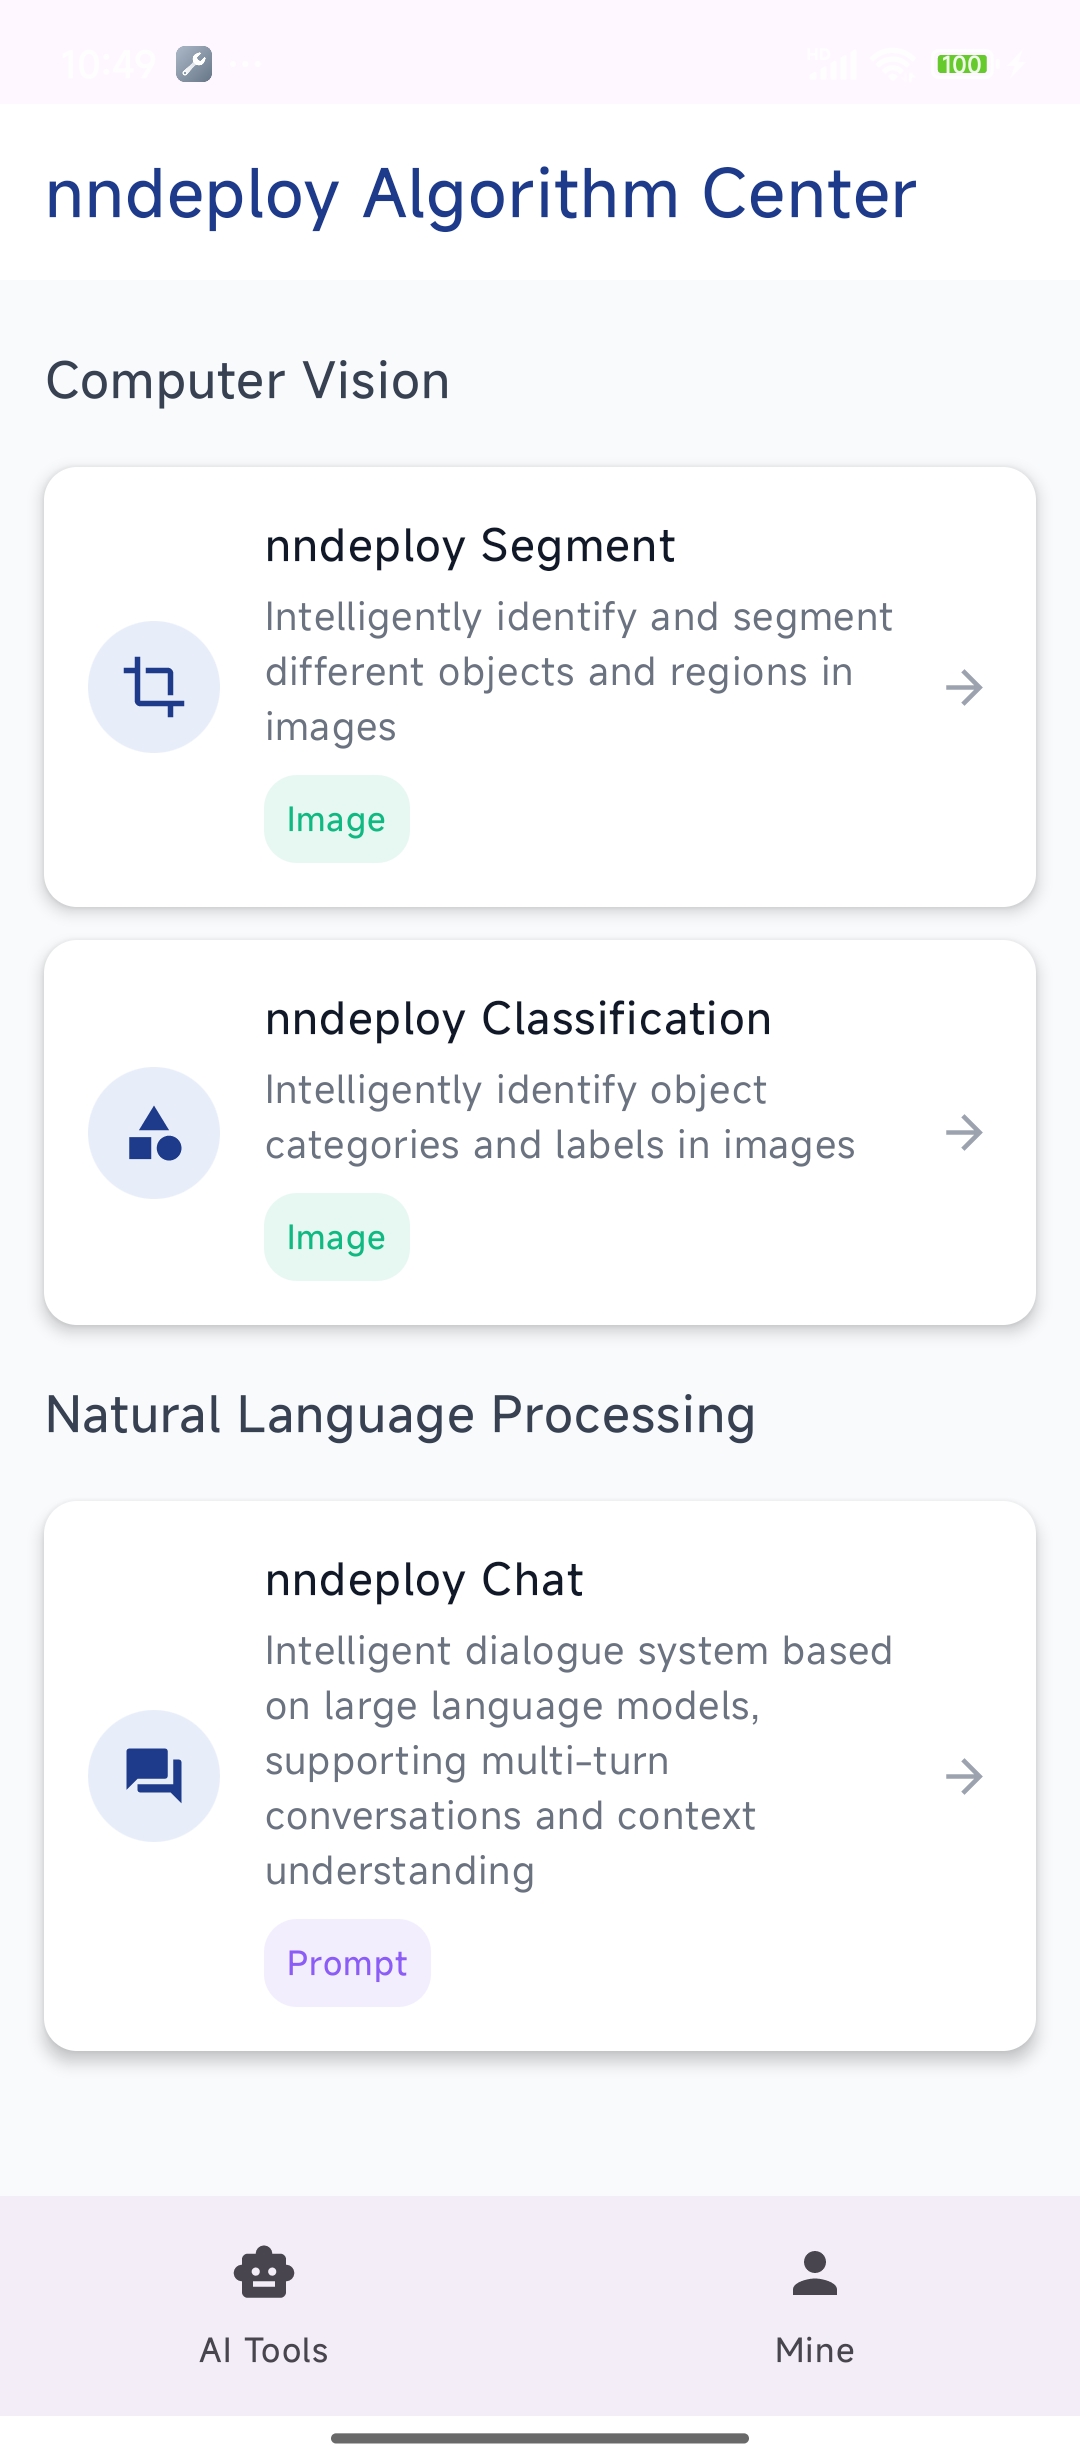 10:49
100
nndeploy Algorithm Center
Computer Vision
nndeploy Segment
Intelligently identify and segment
different objects and regions in
images
Image
nndeploy Classification
Intelligently identify object
categories and labels in images
Image
Natural Language Processing
nndeploy Chat
Intelligent dialogue system based
on large language models,
supporting multi-turn
conversations and context
understanding
Prompt
AI Tools
Mine